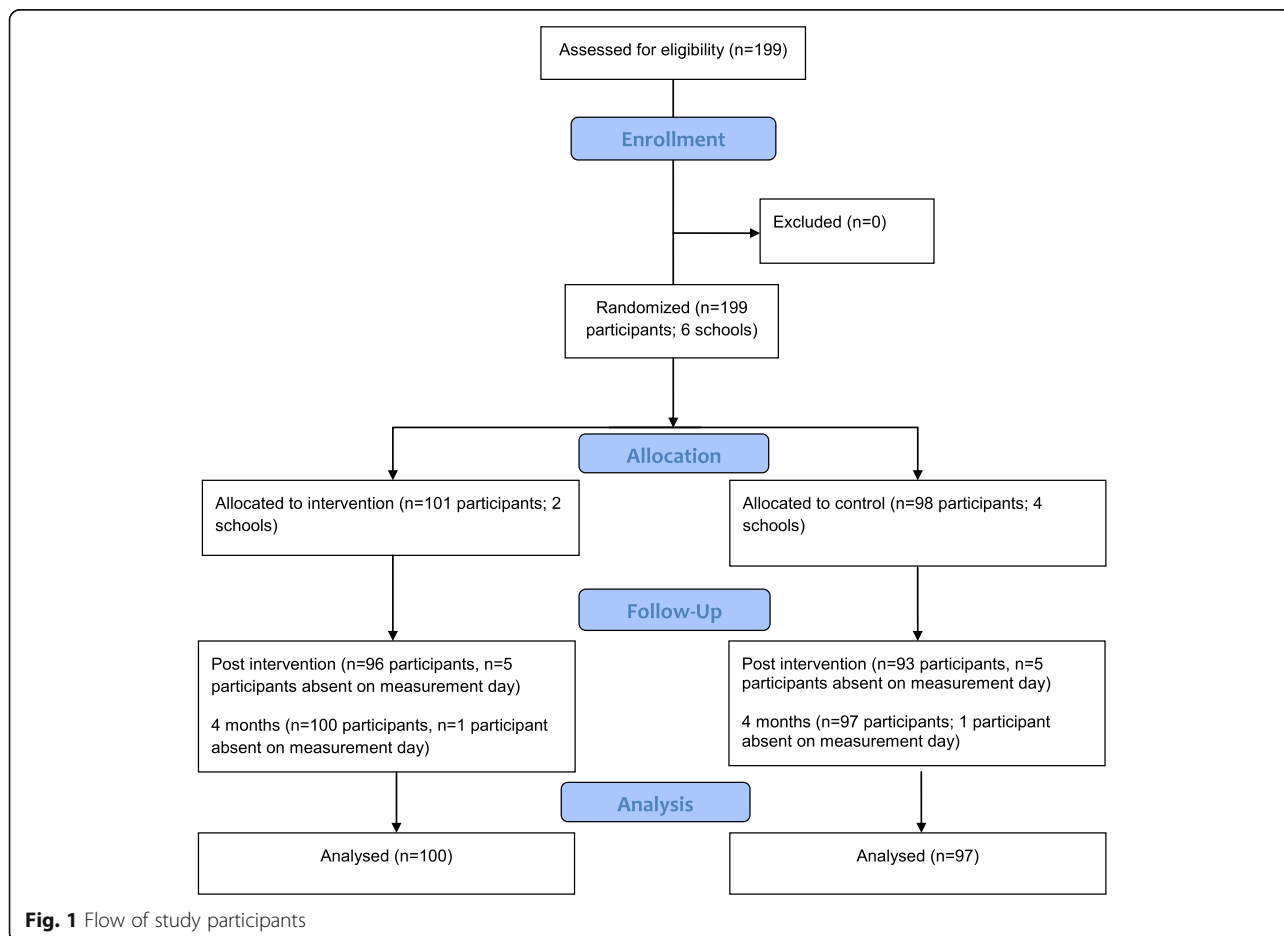 Assessed for eligibility (n=199)
Enrollment
Excluded (n=0)
Randomized (n=199
participants; 6 schools)
Allocation
Allocated to intervention (n=101 participants; 2
schools)
Allocated to control (n=98 participants; 4
schools)
Follow-Up
Post intervention (n=96 participants, n=5
participants absent on measurement day)
4 months (n=100 participants, n=1 participant
absent on measurement day)
Post intervention (n=93 participants, n=5
participants absent on measurement day)
4 months (n=97 participants; 1 participant
absent on measurement day)
Analysis
Analysed (n=100)
Analysed (n=97)
Fig. 1 Flow of study participants